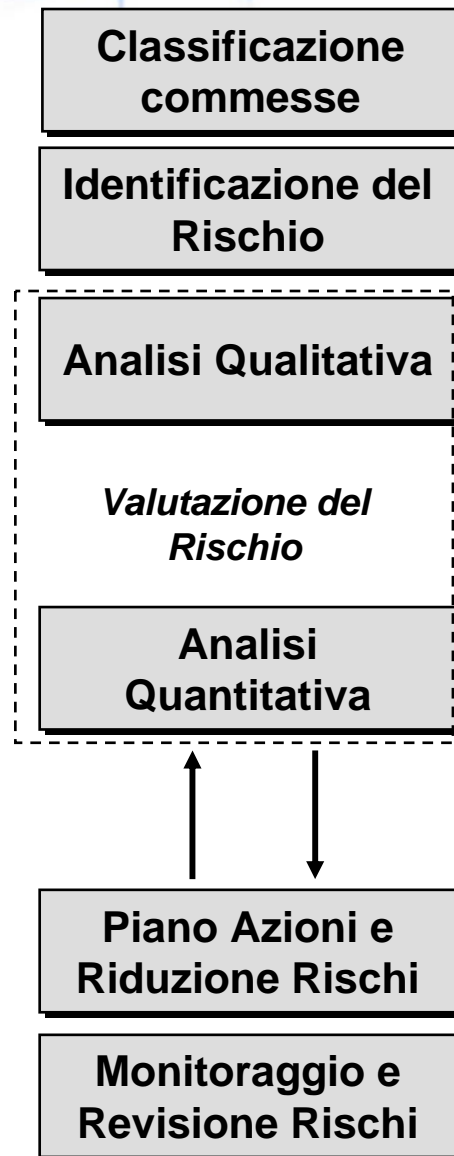 Classificazione
commesse
Identificazione del
Rischio
Analisi Qualitativa
Valutazione del
Rischio
Analisi
Quantitativa
Piano Azioni e
Riduzione Rischi
Monitoraggio e
Revisione Rischi